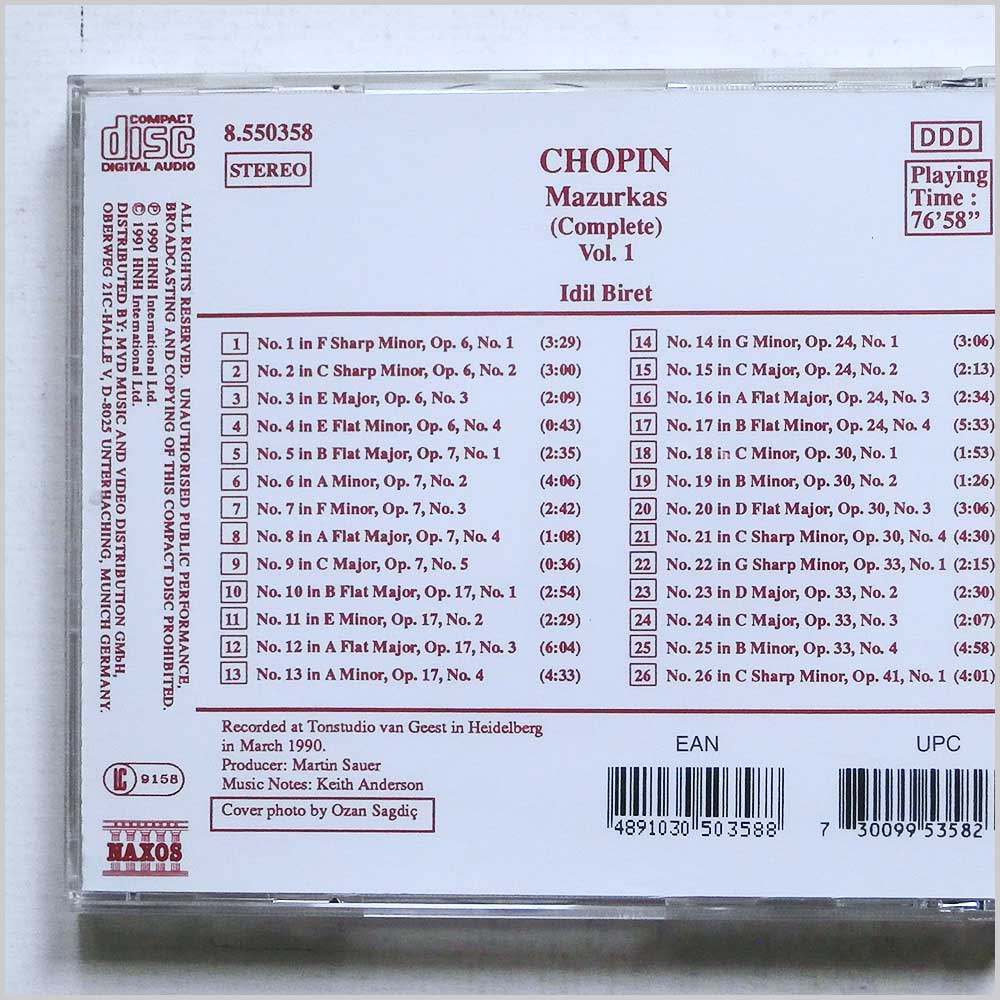 COMPACT
disc
DIGITAL AUDIO
8.550358
STEREO
CHOPIN
Mazurkas
(Complete)
Vol. 1
Idil Biret
DDD
Playing
Time :
76’58”
ALL RIGHTS RESERVED. UNAUTHORISED PUBLIC PERFORMANCE,
BROADCASTING AND COPYING OF THIS COMPACT DISC PROHIBITED.
℗ 1990 HNH International Ltd.
© 1991 HNH International Ltd.
DISTRIBUTED BY: MVD MUSIC AND VIDEO DISTRIBUTION GMbH,
OBERWEG 21C-HALLE V, D-8025 UNTERHACHING, MUNICH GERMANY.
1 No. 1 in F Sharp Minor, Op. 6, No. 1 (3:29)
2 No. 2 in C Sharp Minor, Op. 6, No. 2 (3:00)
3 No. 3 in E Major, Op. 6, No. 3 (2:09)
4 No. 4 in E Flat Minor, Op. 6, No. 4 (0:43)
5 No. 5 in B Flat Major, Op. 7, No. 1 (2:35)
6 No. 6 in A Minor, Op. 7, No. 2 (4:06)
7 No. 7 in F Minor, Op. 7, No. 3 (2:42)
8 No. 8 in A Flat Major, Op. 7, No. 4 (1:08)
9 No. 9 in C Major, Op. 7, No. 5 (0:36)
10 No. 10 in B Flat Major, Op. 17, No. 1 (2:54)
11 No. 11 in E Minor, Op. 17, No. 2 (2:29)
12 No. 12 in A Flat Major, Op. 17, No. 3 (6:04)
13 No. 13 in A Minor, Op. 17, No. 4 (4:33)
14 No. 14 in G Minor, Op. 24, No. 1 (3:06)
15 No. 15 in C Major, Op. 24, No. 2 (2:13)
16 No. 16 in A Flat Major, Op. 24, No. 3 (2:34)
17 No. 17 in B Flat Minor, Op. 24, No. 4 (5:33)
18 No. 18 in C Minor, Op. 30, No. 1 (1:53)
19 No. 19 in B Minor, Op. 30, No. 2 (1:26)
20 No. 20 in D Flat Major, Op. 30, No. 3 (3:06)
21 No. 21 in C Sharp Minor, Op. 30, No. 4 (4:30)
22 No. 22 in G Sharp Minor, Op. 33, No. 1 (2:15)
23 No. 23 in D Major, Op. 33, No. 2 (2:30)
24 No. 24 in C Major, Op. 33, No. 3 (2:07)
25 No. 25 in B Minor, Op. 33, No. 4 (4:58)
26 No. 26 in C Sharp Minor, Op. 41, No. 1 (4:01)
Recorded at Tonstudio van Geest in Heidelberg
in March 1990.
Producer: Martin Sauer
Music Notes: Keith Anderson
Cover photo by Ozan Sagdiç
LC 9158
NAXOS
EAN
4891030 503588
UPC
7 30099 53582